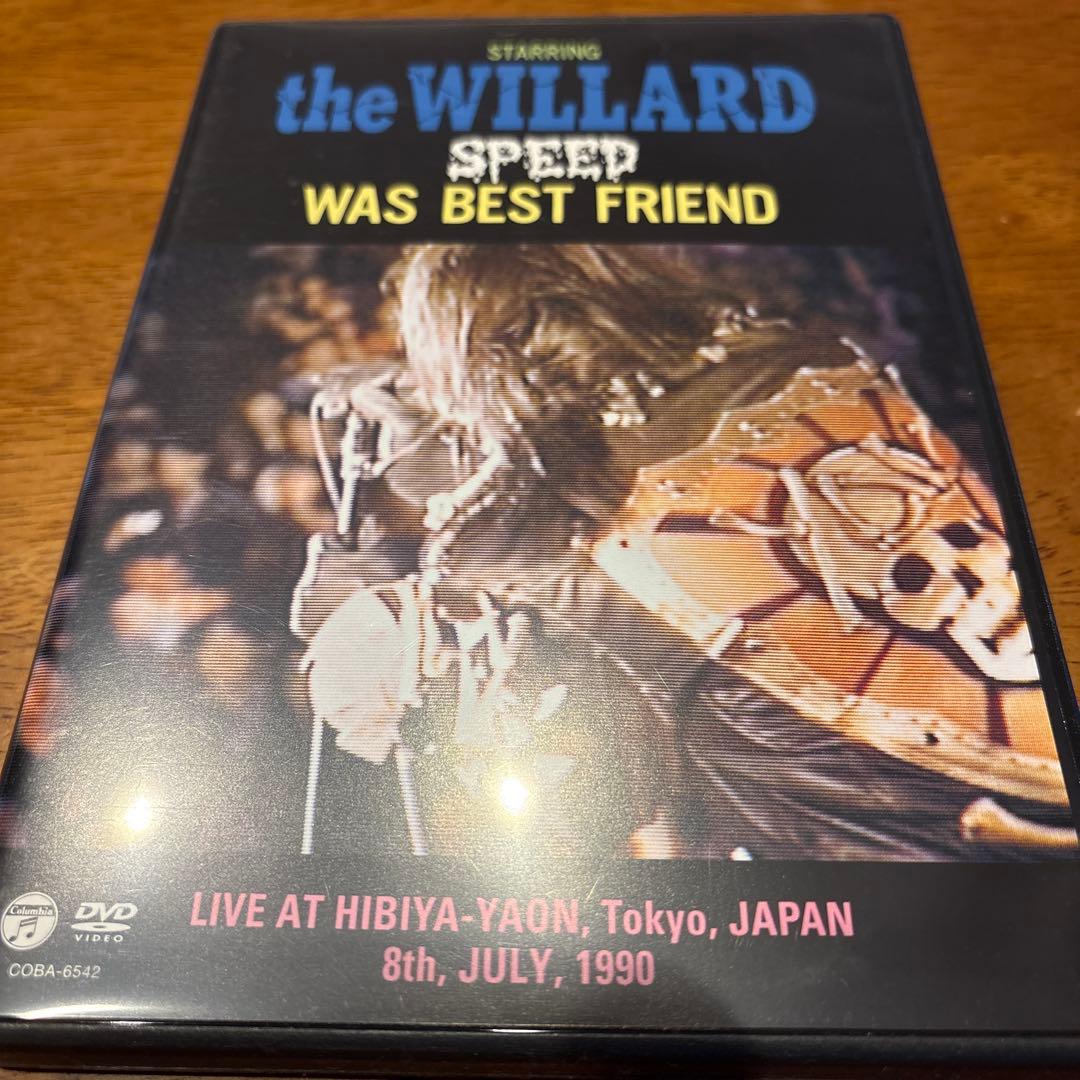 STARRING
the WILLARD
SPEED
WAS BEST FRIEND
Columbia
DVD
VIDEO
COBA-6542
LIVE AT HIBIYA-YAON, Tokyo, JAPAN
8th, JULY, 1990